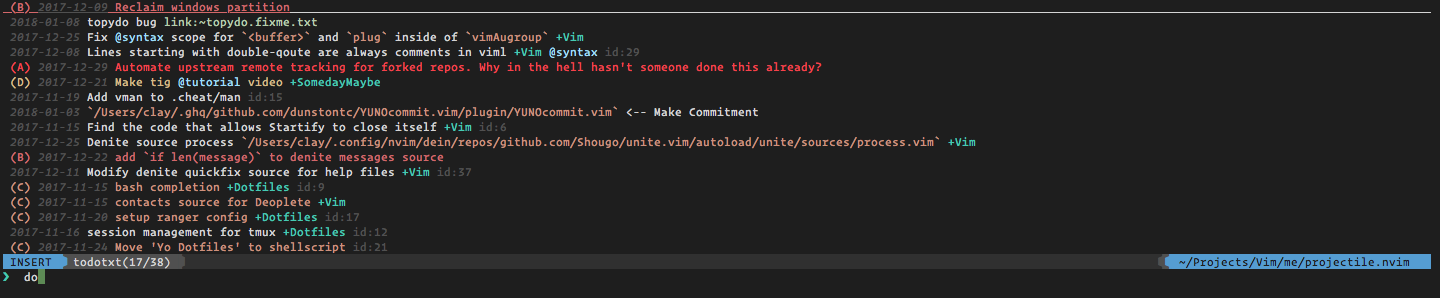 (B) 2017-12-09 Reclaim windows partition
2018-01-08 topydo bug link:~topydo.fixme.txt
2017-12-25 Fix @syntax scope for `<buffer>` and `plug` inside of `vimAugroup` +Vim
2017-12-08 Lines starting with double-qoute are always comments in viml +Vim @syntax id:29
(A) 2017-12-29 Automate upstream remote tracking for forked repos. Why in the hell hasn't someone done this already?
(D) 2017-12-21 Make tig @tutorial video +SomedayMaybe
2017-11-19 Add vman to .cheat/man id:15
2018-01-03 `/Users/clay/.ghq/github.com/dunstontc/YUNOcommit.vim/plugin/YUNOcommit.vim` <-- Make Commitment
2017-11-15 Find the code that allows Startify to close itself +Vim id:6
2017-12-25 Denite source process `/Users/clay/.config/nvim/dein/repos/github.com/Shougo/unite.vim/autoload/unite/sources/process.vim` +Vim
(B) 2017-12-22 add `if len(message)` to denite messages source
2017-12-11 Modify denite quickfix source for help files +Vim id:37
(C) 2017-11-15 bash completion +Dotfiles id:9
(C) 2017-11-15 contacts source for Deoplete +Vim
(C) 2017-11-20 setup ranger config +Dotfiles id:17
2017-11-16 session management for tmux +Dotfiles id:12
(C) 2017-11-24 Move 'Yo Dotfiles' to shellscript id:21
INSERT todotxt(17/38) ~/Projects/Vim/me/projectile.nvim
❯ do